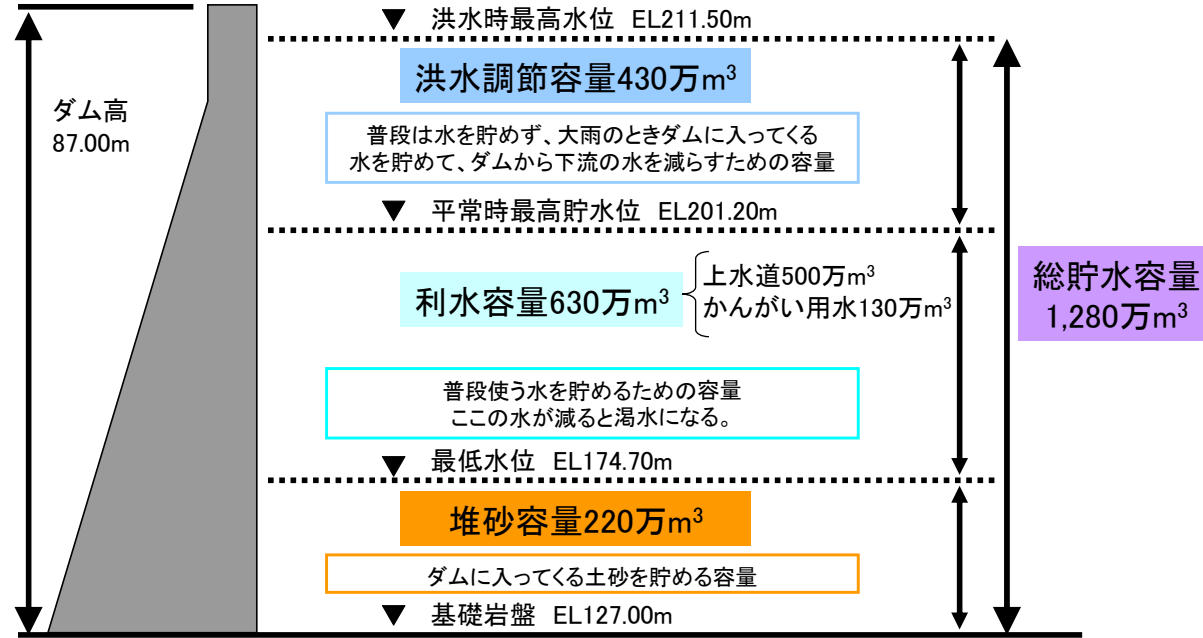 洪水時最高水位 EL211.50m
洪水調節容量430万m³
ダム高
87.00m
普段は水を貯めず、大雨のときダムに入ってくる
水を貯めて、ダムから下流の水を減らすための容量
平常時最高貯水位 EL201.20m
利水容量630万m³
上水道500万m³
かんがい用水130万m³
総貯水容量
1,280万m³
普段使う水を貯めるための容量
ここの水が減ると渇水になる。
最低水位 EL174.70m
堆砂容量220万m³
ダムに入ってくる土砂を貯める容量
基礎岩盤 EL127.00m